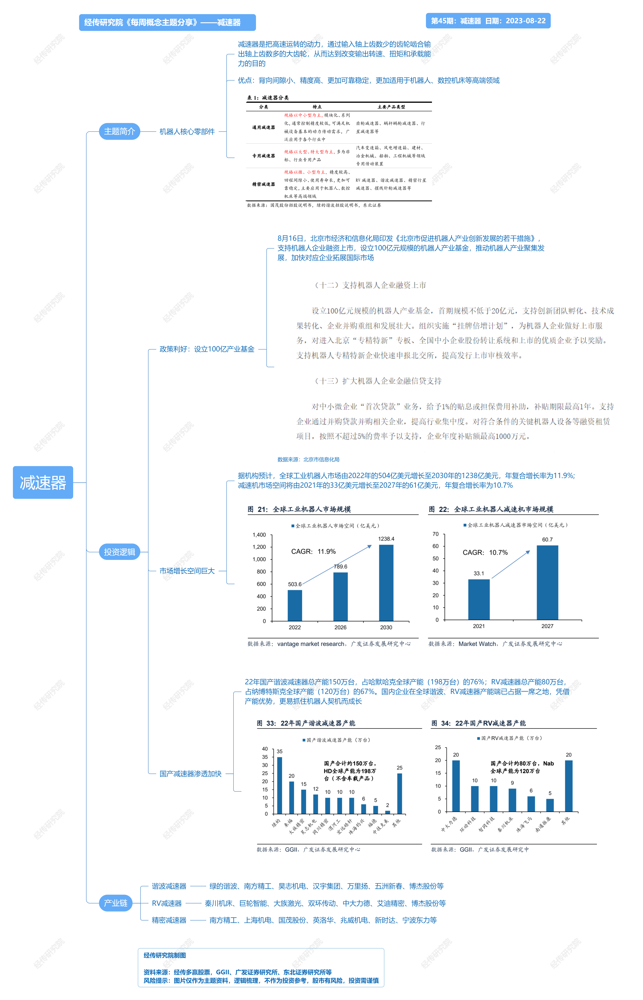 经传研究院《每周概念主题分享》——减速器
第45期：减速器 日期：2023-08-22
减速器是把高速运转的动力，通过输入轴上齿数少的齿轮啮合输
出轴上齿数多的大齿轮，从而达到改变输出转速、扭矩和承载能
力的目的
优点：背向间隙小、精度高、更加可靠稳定，更加适用于机器人、数控机床等高端领域
表 1：减速器分类
分类 特点 主要产品类型
通用减速器
规格以中小型为主，模块化、系列
化，通常控制精度较低，可满足机
械设备基本的动力传动需求，广
泛应用于各个行业中
齿轮减速器、蜗杆蜗轮减速器、行
星减速器等
专用减速器
规格以大型、特大型为主，多为非
标、行业专用产品
汽车变速箱、风电增速箱、建材、
冶金机械、船舶、工程机械等领域
专用传动装置
精密减速器
规格以微、小型为主，精度较高、
回程间隙小、使用寿命长，更加可
靠稳定，主要应用于机器人、数控
机床等高端领域
RV 减速器、谐波减速器、精密行星
减速器、摆线针轮减速器等
数据来源：国茂股份招股说明书，绿的谐波招股说明书，东北证券
主题简介
机器人核心零部件
8月16日，北京市经济和信息化局印发《北京市促进机器人产业创新发展的若干措施》，
支持机器人企业融资上市，设立100亿元规模的机器人产业基金，推动机器人产业聚集发
展，加快对应企业拓展国际市场
（十二）支持机器人企业融资上市
设立100亿元规模的机器人产业基金，首期规模不低于20亿元，支持创新团队孵化、技术成
果转化、企业并购重组和发展壮大。组织实施“挂牌倍增计划”，为机器人企业做好上市服
务，对进入北京“专精特新”专板、全国中小企业股份转让系统和上市的优质企业予以奖励。
支持机器人专精特新企业快速申报北交所，提高发行上市审核效率。
（十三）扩大机器人企业金融信贷支持
对中小微企业“首次贷款”业务，给予1%的贴息或担保费用补助，补贴期限最高1年。支持
企业通过并购贷款并购相关企业，提高行业集中度。对符合条件的关键机器人设备等融资租赁
项目，按照不超过5%的费率予以支持，企业年度补贴额最高1000万元。
数据来源：北京市信息化局
政策利好：设立100亿产业基金
减速器
投资逻辑
据机构预计，全球工业机器人市场由2022年的504亿美元增长至2030年的1238亿美元，年复合增长率为11.9%;
减速机市场空间将由2021年的33亿美元增长至2027年的61亿美元，年复合增长率为10.7%
市场增长空间巨大
图 21：全球工业机器人市场规模
全球工业机器人市场空间（亿美元）
1,400
1,200
1,000
800
600
400
200
0
CAGR：11.9%
503.6
789.6
1238.4
2022 2026 2030
数据来源：vantage market research，广发证券发展研究中心
图 22：全球工业机器人减速机市场规模
全球工业机器人减速器市场空间（亿美元）
70
60
50
40
30
20
10
0
CAGR：10.7%
33.1
60.7
2021 2027
数据来源：Market Watch，广发证券发展研究中心
22年国产谐波减速器总产能150万台，占哈默哈克全球产能（198万台）的76%；RV减速器总产能80万台，
占纳博特斯克全球产能（120万台）的67%。国内企业在全球谐波、RV减速器产能端已占据一席之地，凭借
产能优势，更易抓住机器人契机而成长
国产减速器渗透加快
图 33：22年国产谐波减速器产能
国产谐波减速器产能（万台）
40
35
30
25
20
15
10
5
0
35 20 15 12 10 10 10 6 5 2 25
国产合计约150万台，
HD全球产能为198万
台（不含车载产品）
绿的 来福 大族精密 昊志机电 同川精密 渭河工 宏远皓轩 珠海钧兴 福德 中技克美 其他
数据来源：GGII，广发证券发展研究中心
图 34：22年国产RV减速器产能
国产RV减速器产能（万台）
25
20
15
10
5
0
20 10 10 9 6 5 20
国产合计约80万台，Nab
全球产能为120万台
中大力德 环动科技 智同科技 秦川机床 珠海飞马 南通振康 其他
数据来源：GGII，广发证券发展研究中
产业链
谐波减速器 绿的谐波、南方精工、昊志机电、汉宇集团、万里扬、五洲新春、博杰股份等
RV减速器 秦川机床、巨轮智能、大族激光、双环传动、中大力德、艾迪精密、博杰股份等
精密减速器 南方精工、上海机电、国茂股份、英洛华、兆威机电、新时达、宁波东力等
经传研究院制图
资料来源：经传多赢股票，GGII、广发证券研究所、东北证券研究所等
风险提示：图片仅作为主题资料，逻辑梳理，不作为投资参考，股市有风险，投资需谨慎
经传研究院